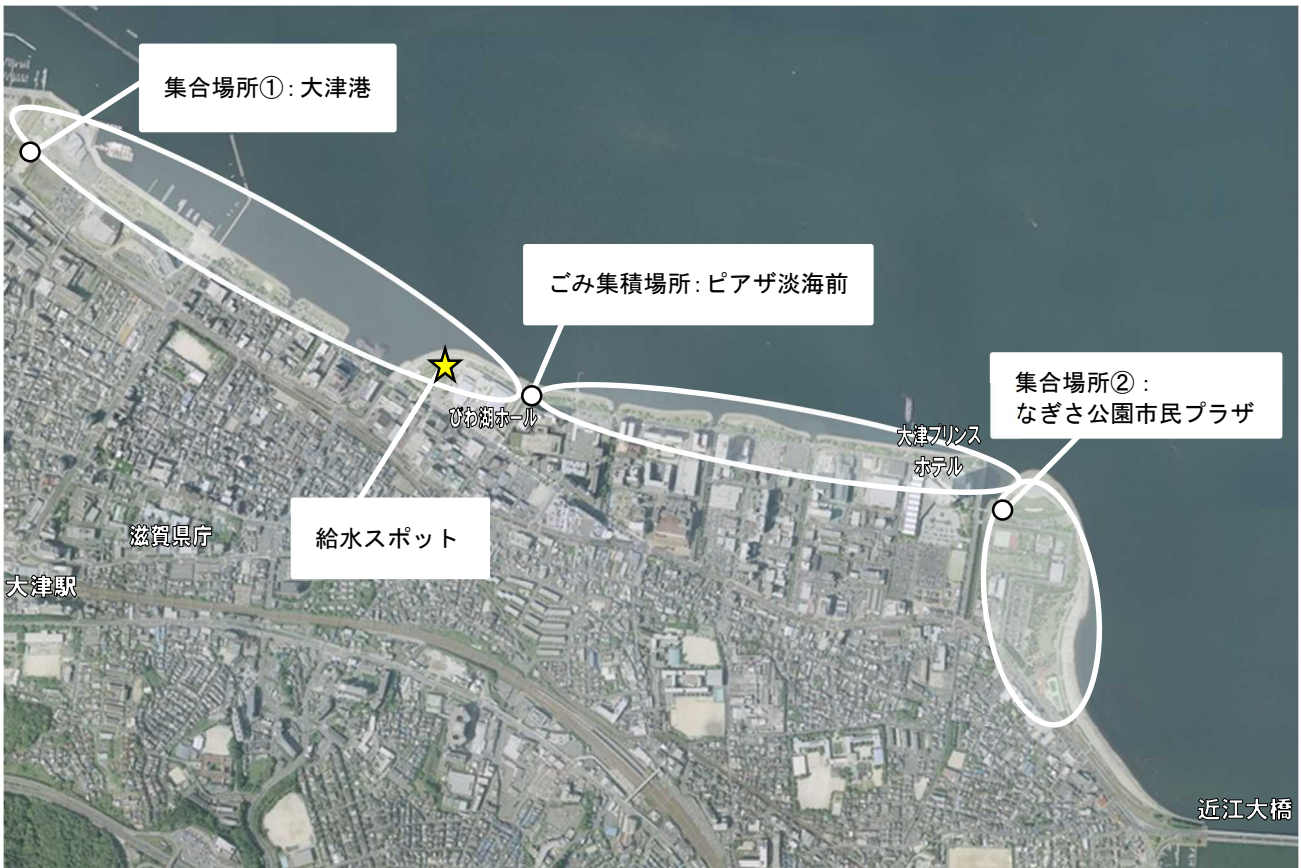 集合場所①：大津港
ごみ集積場所：ピアザ淡海前
集合場所②：
なぎさ公園市民プラザ
びわ湖ホール
大津プリンス
ホテル
給水スポット
滋賀県庁
大津駅
近江大橋